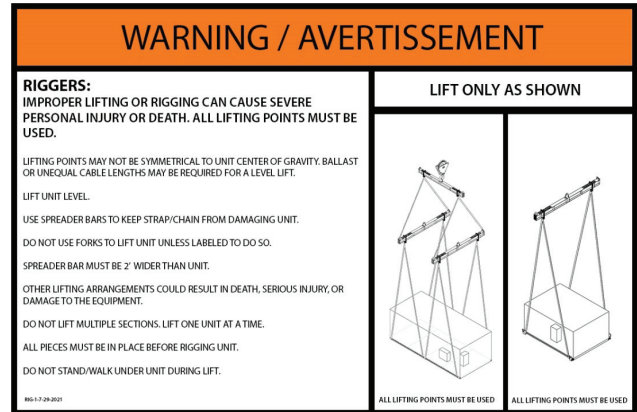 WARNING / AVERTISSEMENT
RIGGERS:
IMPROPER LIFTING OR RIGGING CAN CAUSE SEVERE
PERSONAL INJURY OR DEATH. ALL LIFTING POINTS MUST BE
USED.
LIFTING POINTS MAY NOT BE SYMMETRICAL TO UNIT CENTER OF GRAVITY. BALLAST
OR UNEQUAL CABLE LENGTHS MAY BE REQUIRED FOR A LEVEL LIFT.
LIFT UNIT LEVEL.
USE SPREADER BARS TO KEEP STRAP/CHAIN FROM DAMAGING UNIT.
DO NOT USE FORKS TO LIFT UNIT UNLESS LABELED TO DO SO.
SPREADER BAR MUST BE 2' WIDER THAN UNIT.
OTHER LIFTING ARRANGEMENTS COULD RESULT IN DEATH, SERIOUS INJURY, OR
DAMAGE TO THE EQUIPMENT.
DO NOT LIFT MULTIPLE SECTIONS. LIFT ONE UNIT AT A TIME.
ALL PIECES MUST BE IN PLACE BEFORE RIGGING UNIT.
DO NOT STAND/WALK UNDER UNIT DURING LIFT.
RIG-1-7-29-2021
LIFT ONLY AS SHOWN
ALL LIFTING POINTS MUST BE USED
ALL LIFTING POINTS MUST BE USED